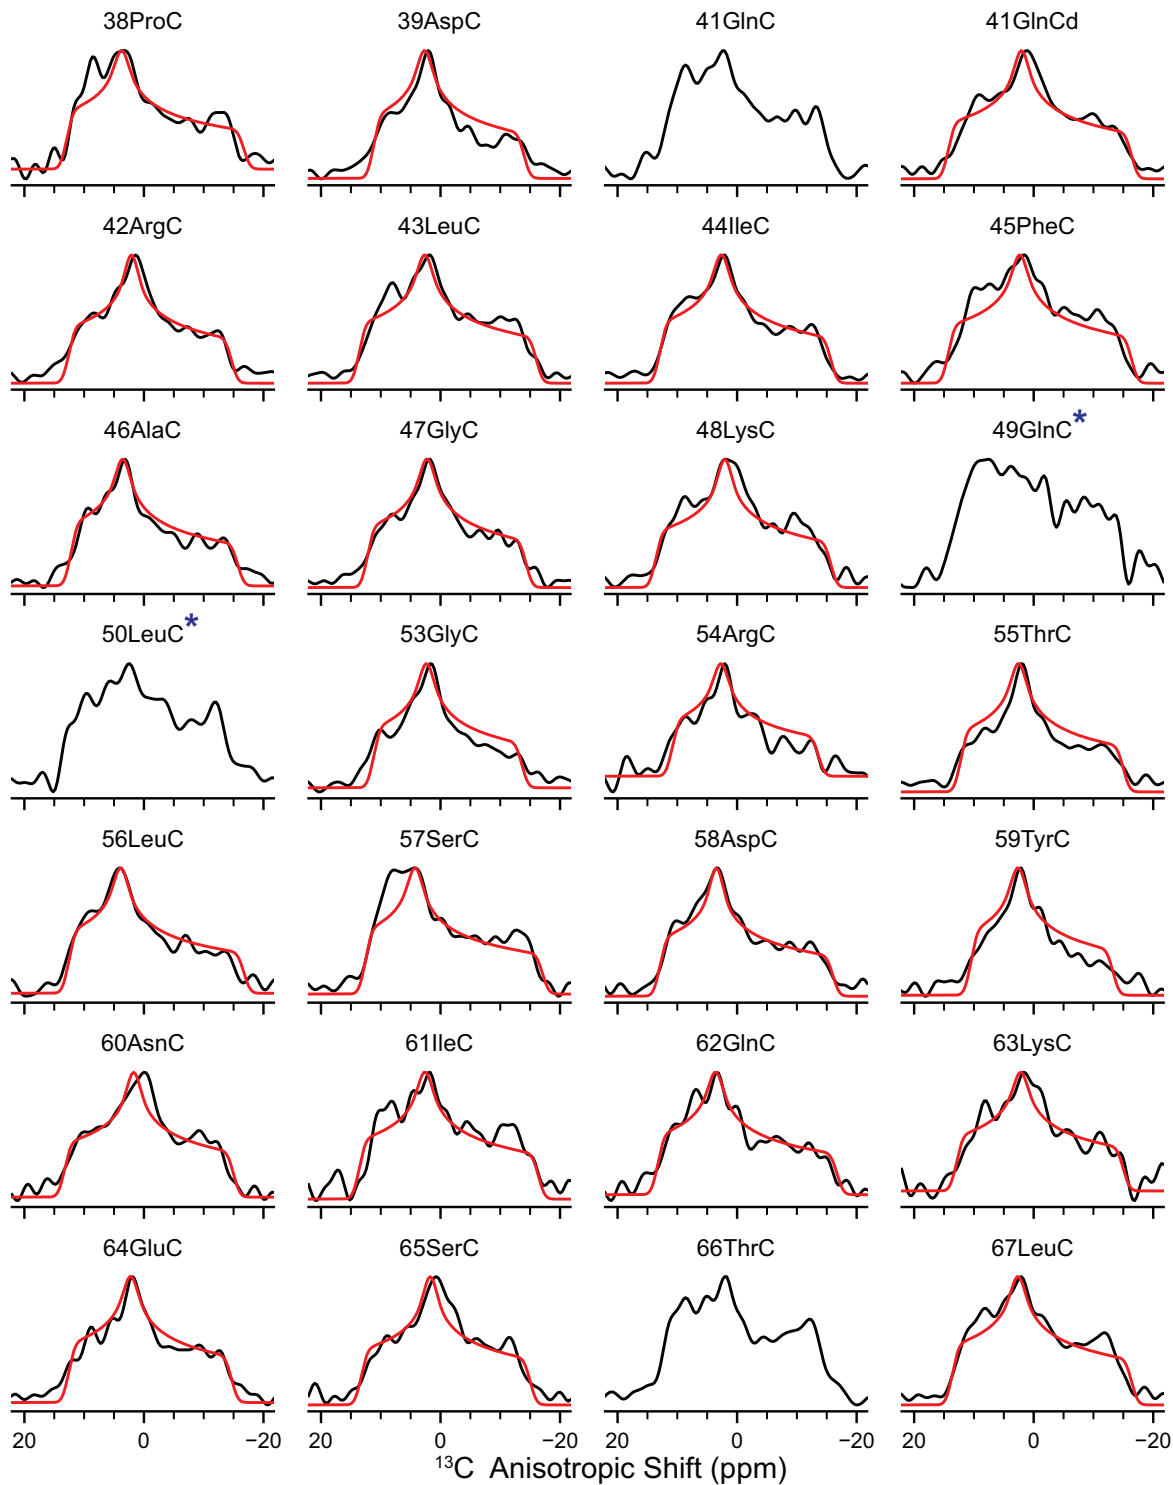 38ProC 39AspC 41GlnC 41GlnCd
42ArgC 43LeuC 44IleC 45PheC
46AlaC 47GlyC 48LysC 49GlnC*
50LeuC* 53GlyC 54ArgC 55ThrC
56LeuC 57SerC 58AspC 59TyrC
60AsnC 61IleC 62GlnC 63LysC
64GluC 65SerC 66ThrC 67LeuC
20 0 −20 20 0 −20 20 0 −20 20 0 −20
¹³C Anisotropic Shift (ppm)